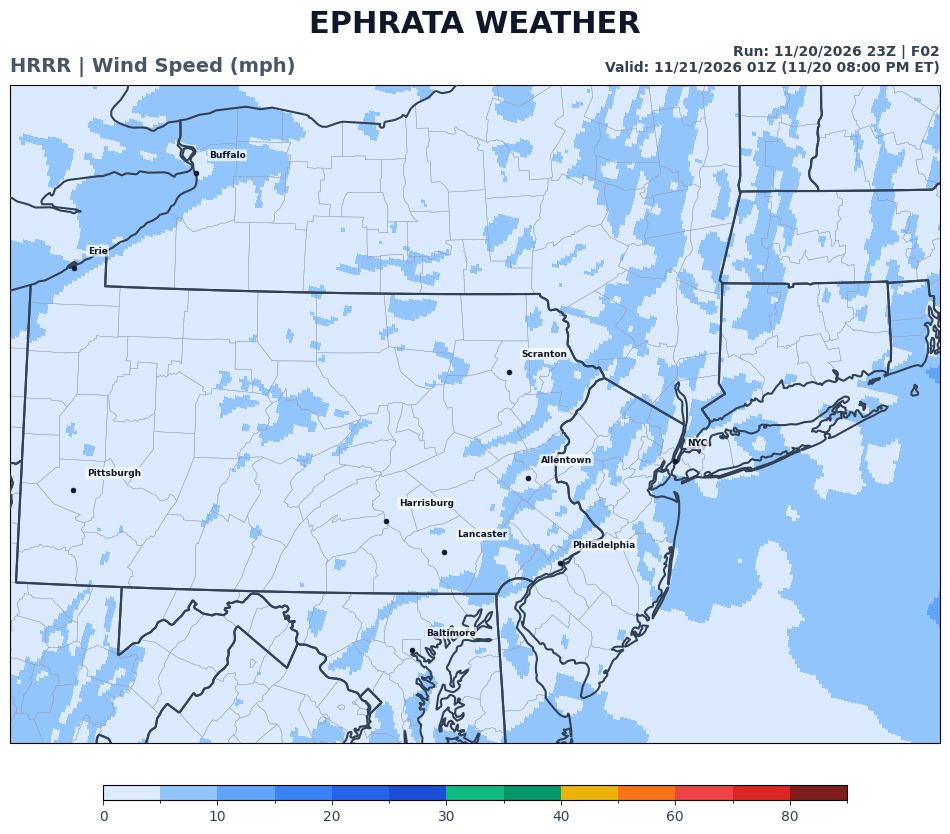 EPHRATA WEATHER
HRRR | Wind Speed (mph)
Run: 11/20/2026 23Z | F02
Valid: 11/21/2026 01Z (11/20 08:00 PM ET)
Buffalo
Erie
Scranton
NYC
Allentown
Pittsburgh
Harrisburg
Lancaster
Philadelphia
Baltimore
0 10 20 30 40 50 60 70 80